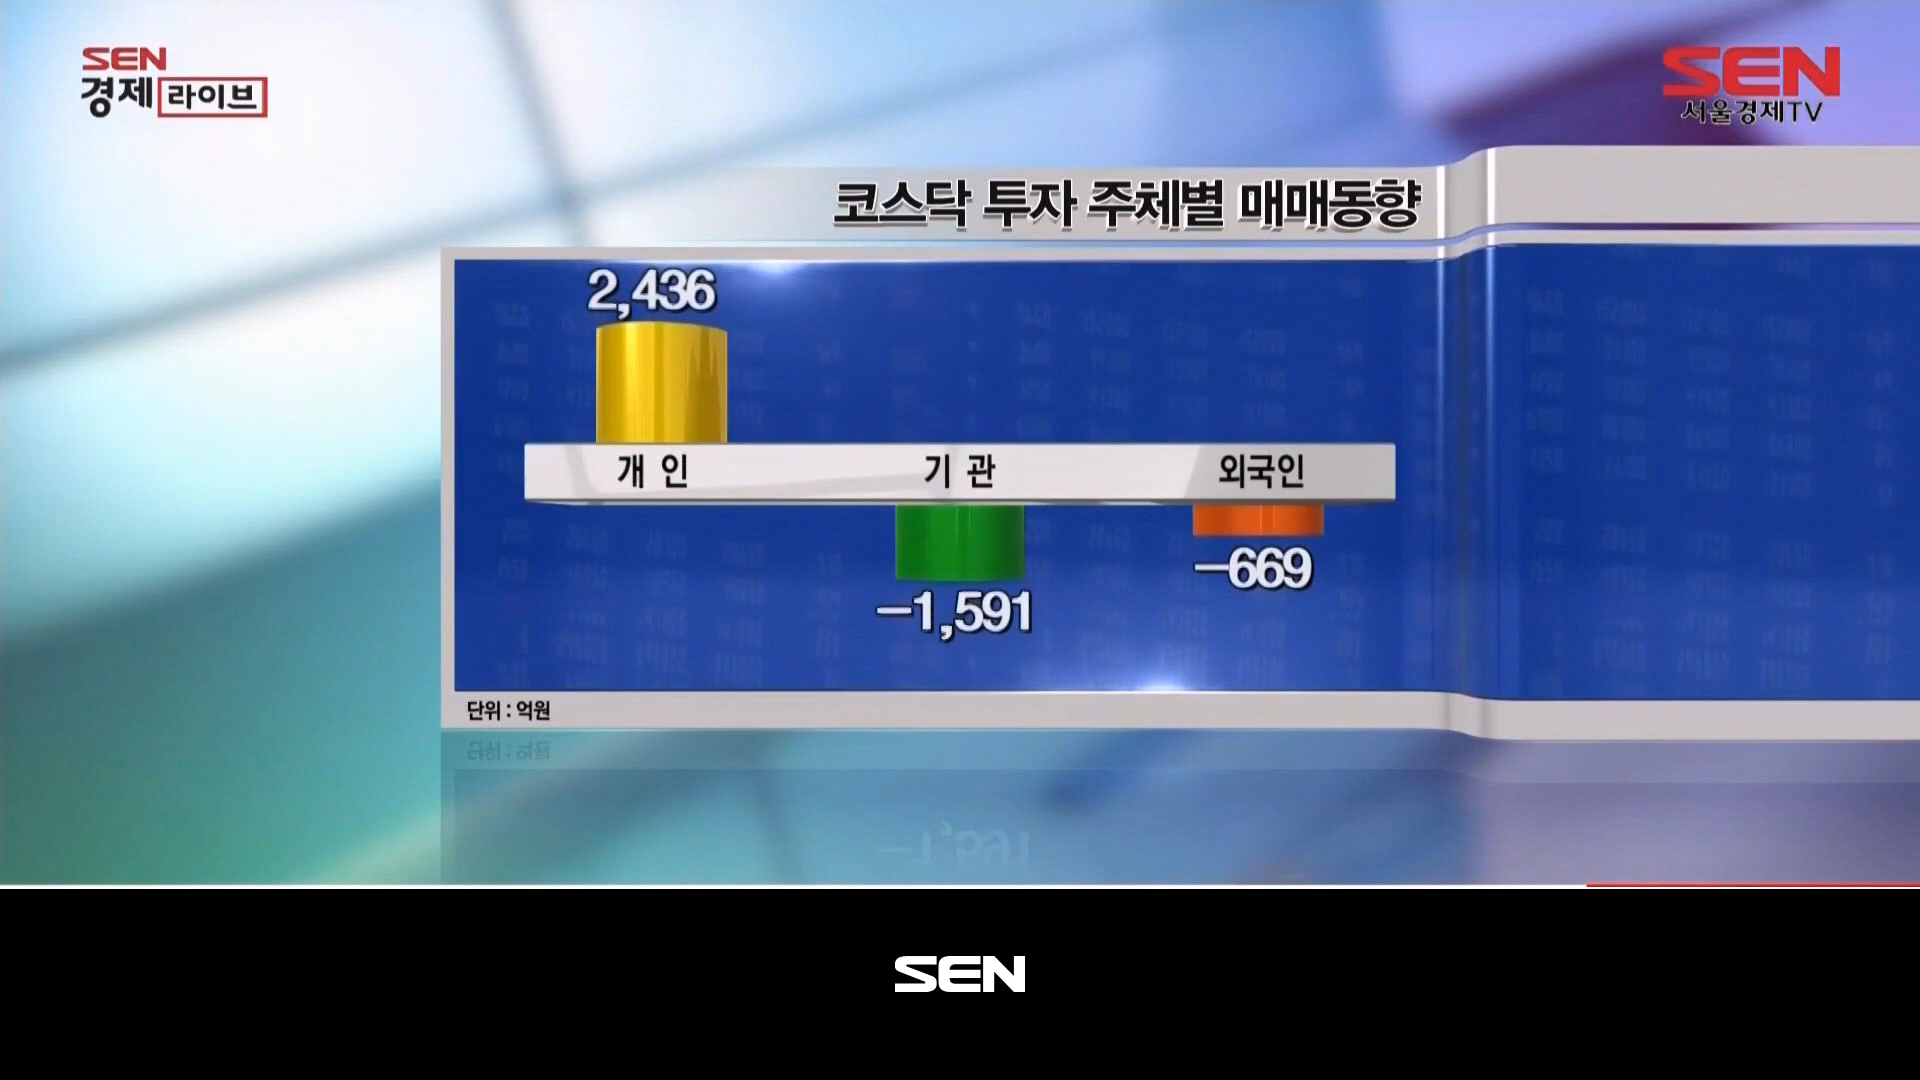 SEN
경제 라이브
SEN
서울경제TV
코스닥 투자 주체별 매매동향
2,436
개 인
기 관
외국인
-1,591
-669
단위 : 억원
SEN